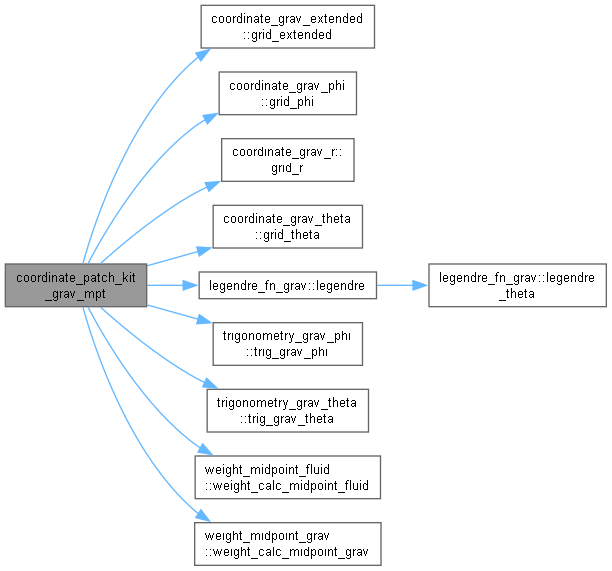 coordinate_grav_extended
::grid_extended
coordinate_grav_phi
::grid_phi
coordinate_grav_r::
grid_r
coordinate_grav_theta
::grid_theta
coordinate_patch_kit
_grav_mpt
legendre_fn_grav::legendre
legendre_fn_grav::legendre
_theta
trigonometry_grav_phi
::trig_grav_phi
trigonometry_grav_theta
::trig_grav_theta
weight_midpoint_fluid
::weight_calc_midpoint_fluid
weight_midpoint_grav
::weight_calc_midpoint_grav